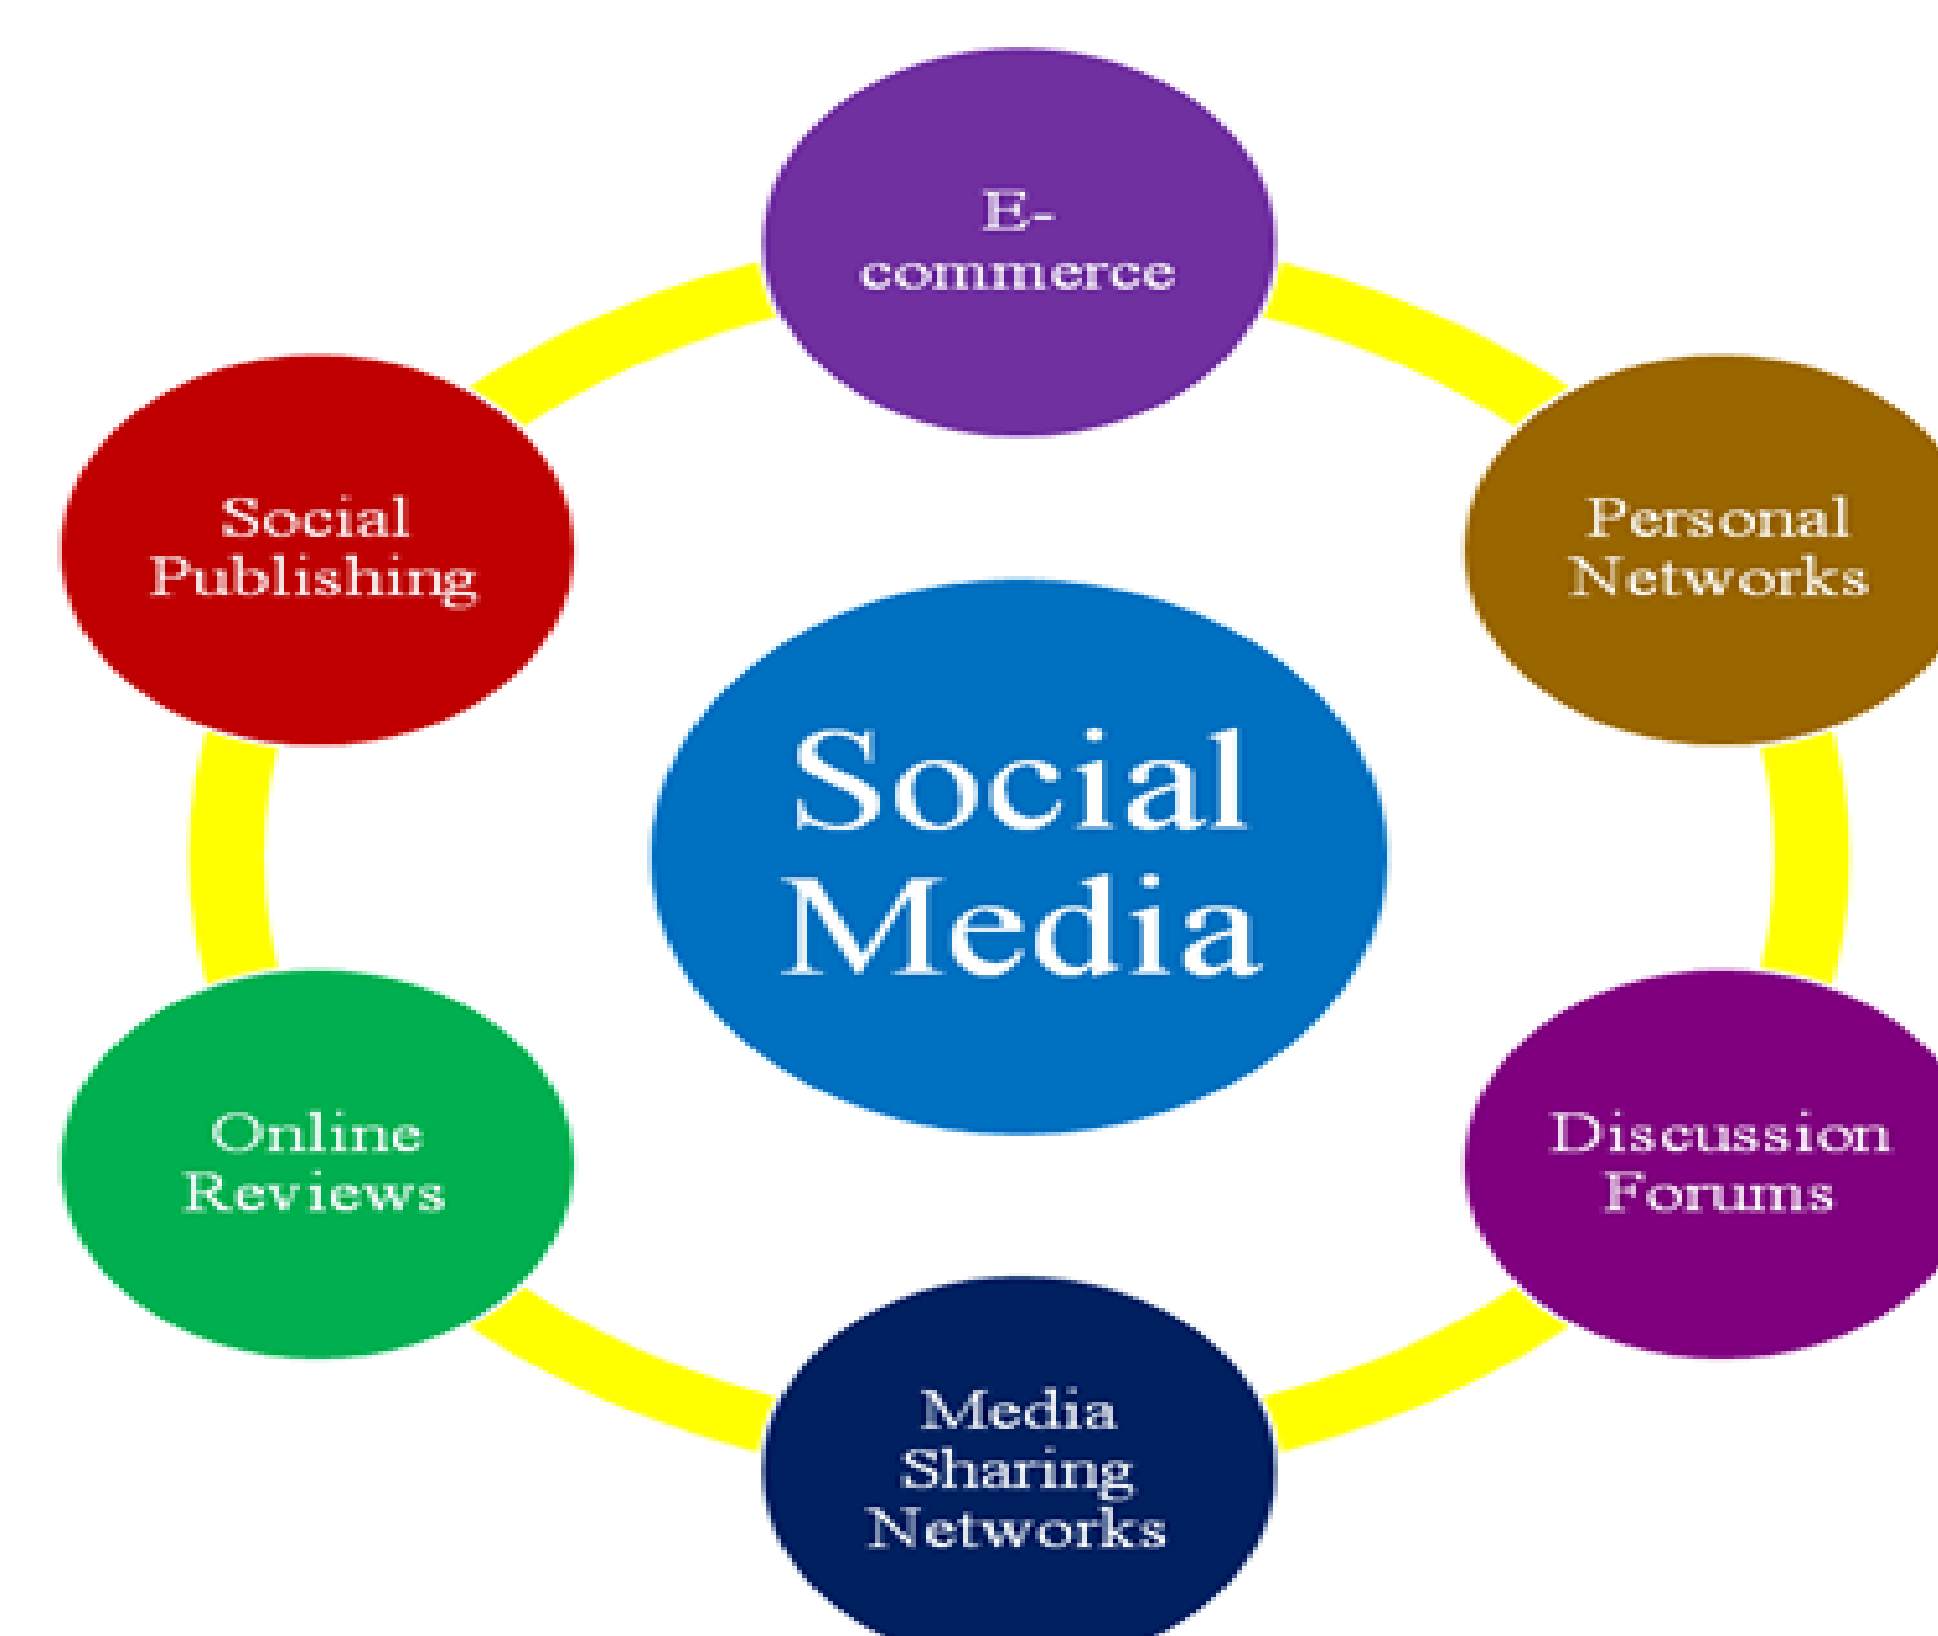 E-
commerce
Personal
Networks
Discussion
Forums
Media
Sharing
Networks
Online
Reviews
Social
Publishing
Social
Media